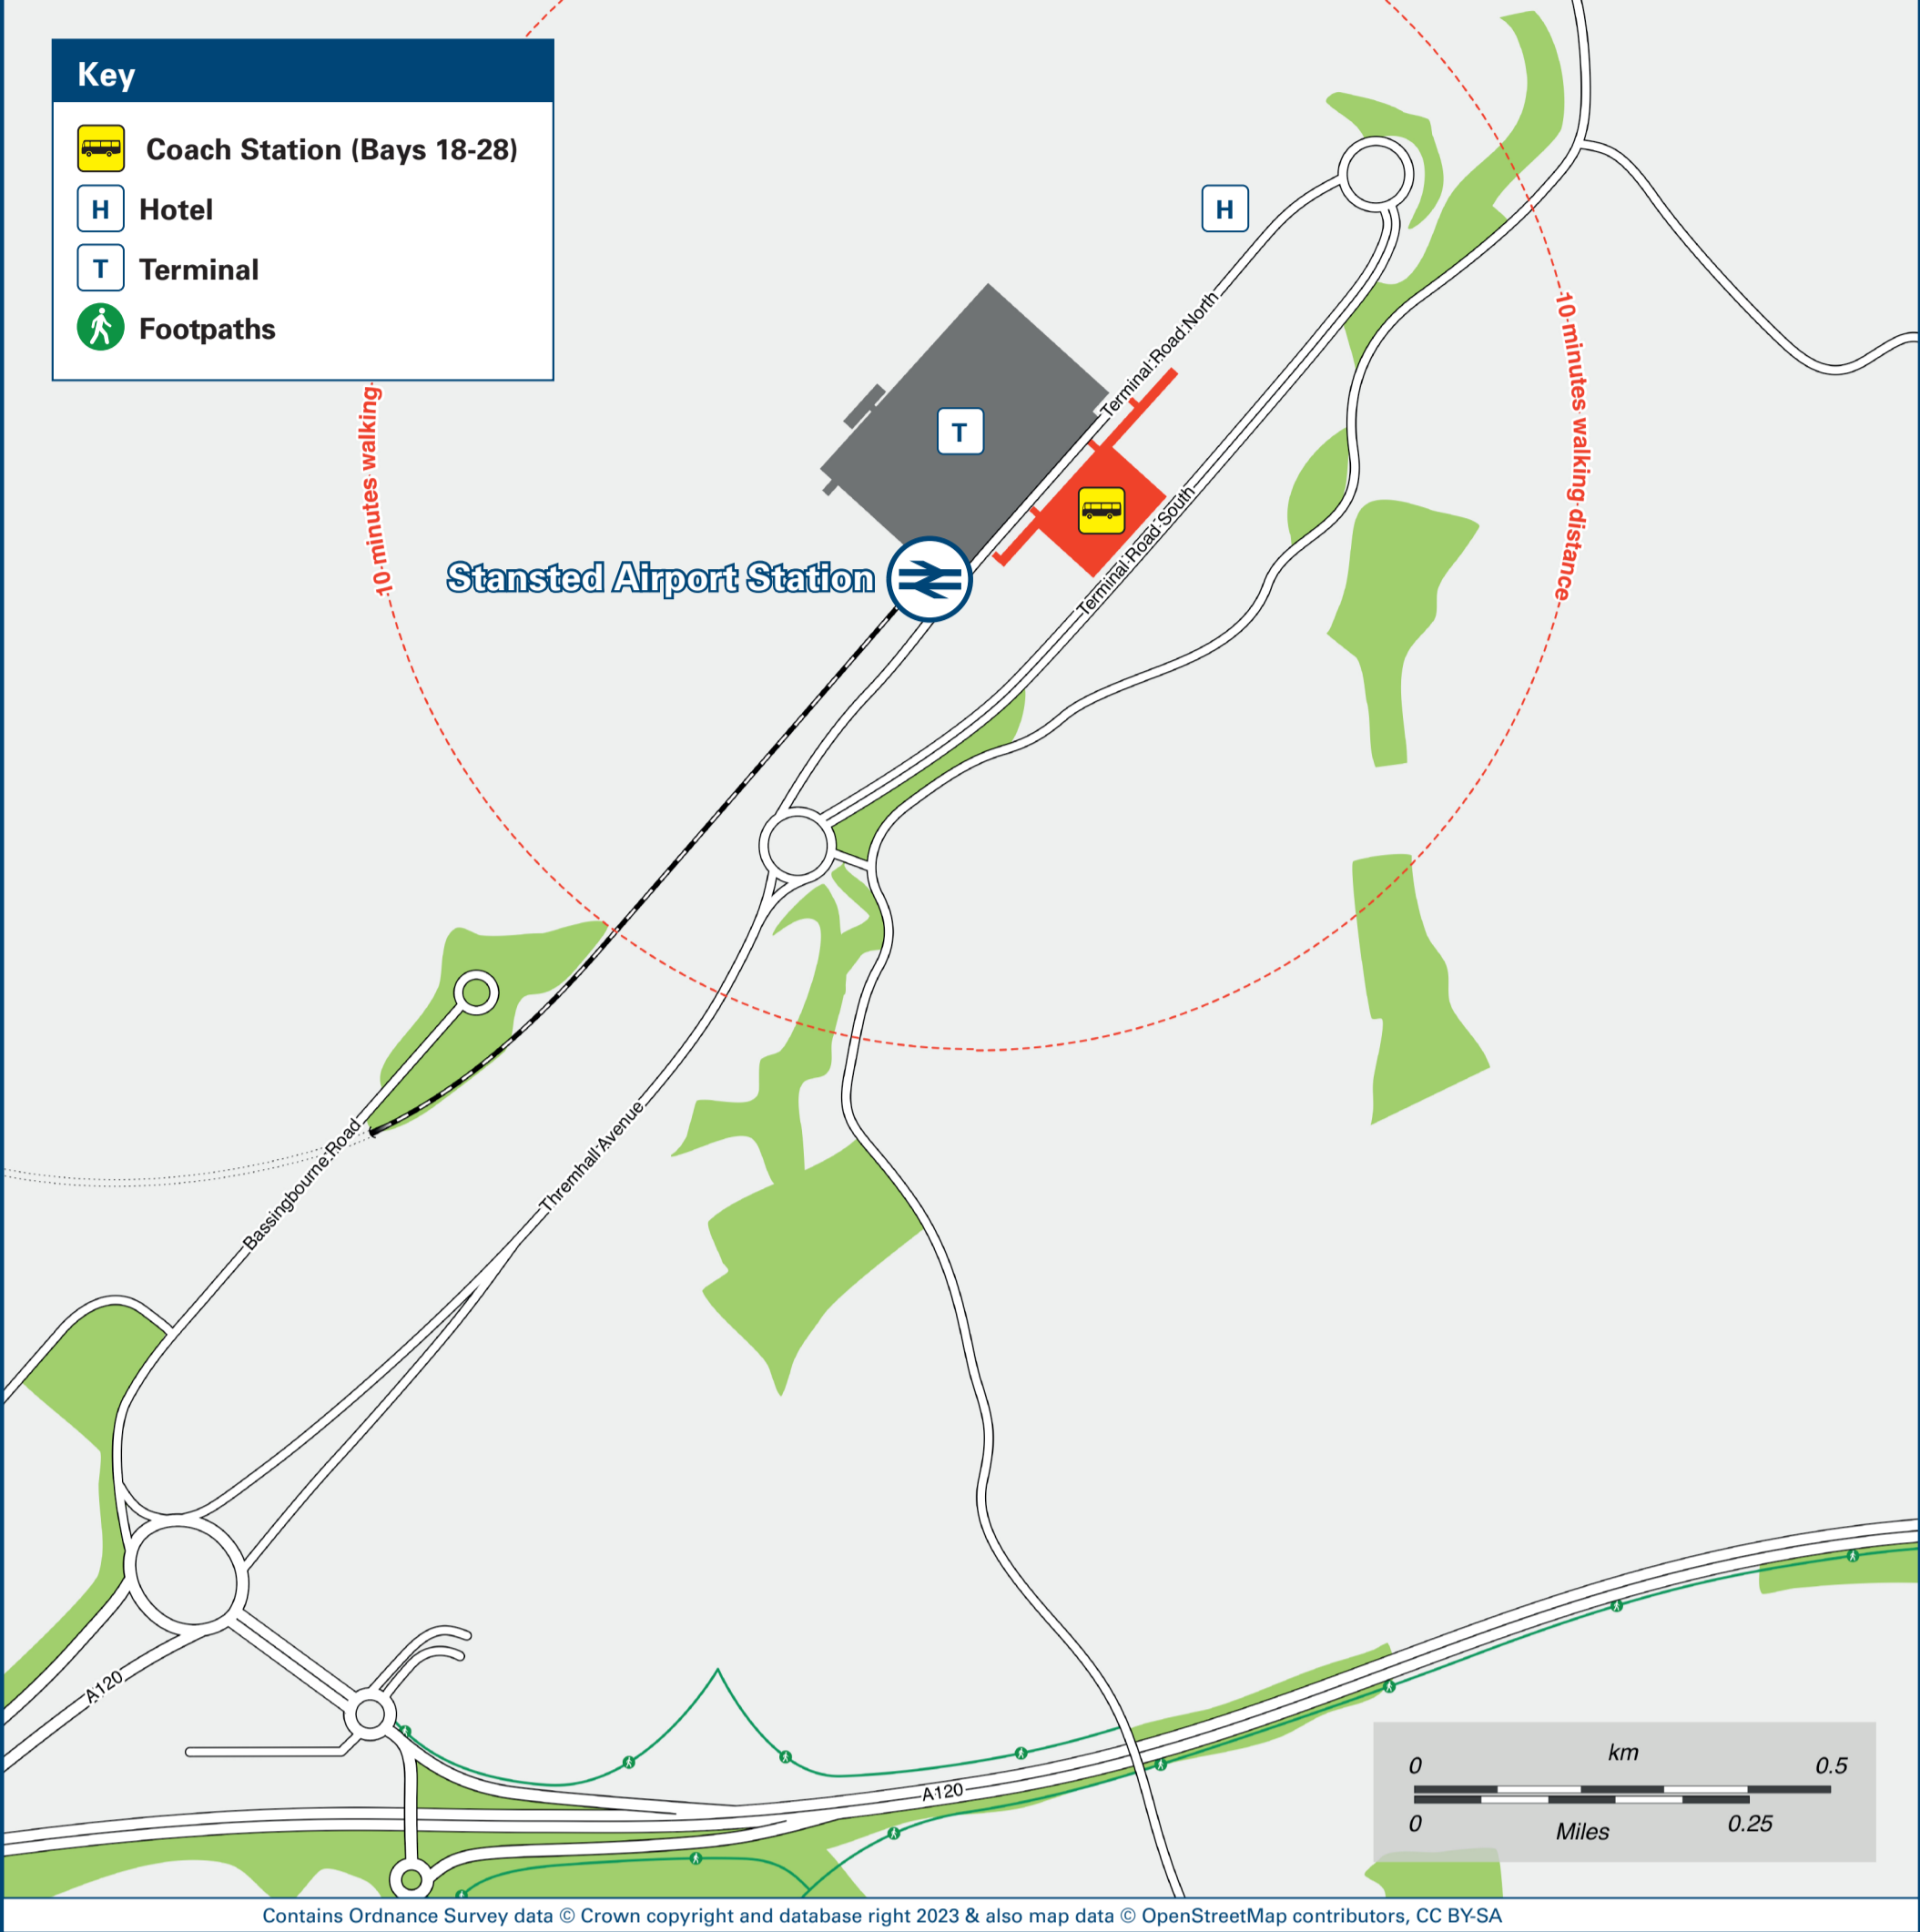 Key
Coach Station (Bays 18-28)
H
Hotel
T
Terminal
Footpaths
H
Terminal Road North
10 minutes walking
10 minutes walking distance
T
Terminal Road South
Stansted Airport Station
Bassingbourne Road
Thremhall Avenue
A120
A120
km
0
0.5
0
Miles
0.25
Contains Ordnance Survey data © Crown copyright and database right 2023 & also map data © OpenStreetMap contributors, CC BY-SA